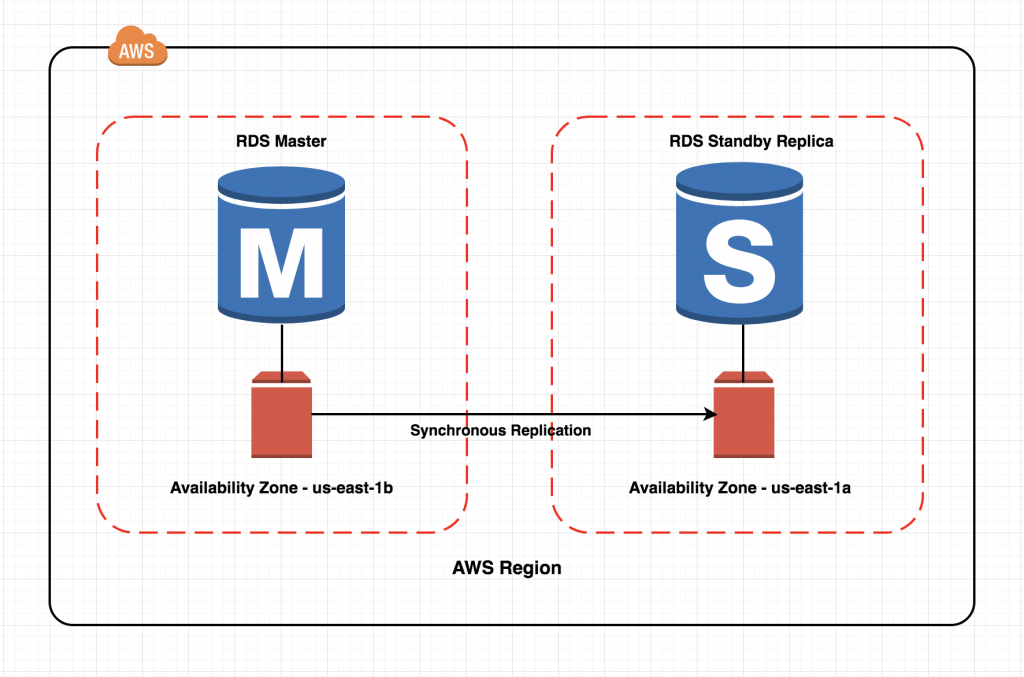 AWS
RDS Master
RDS Standby Replica
M
S
Synchronous Replication
Availability Zone - us-east-1b
Availability Zone - us-east-1a
AWS Region